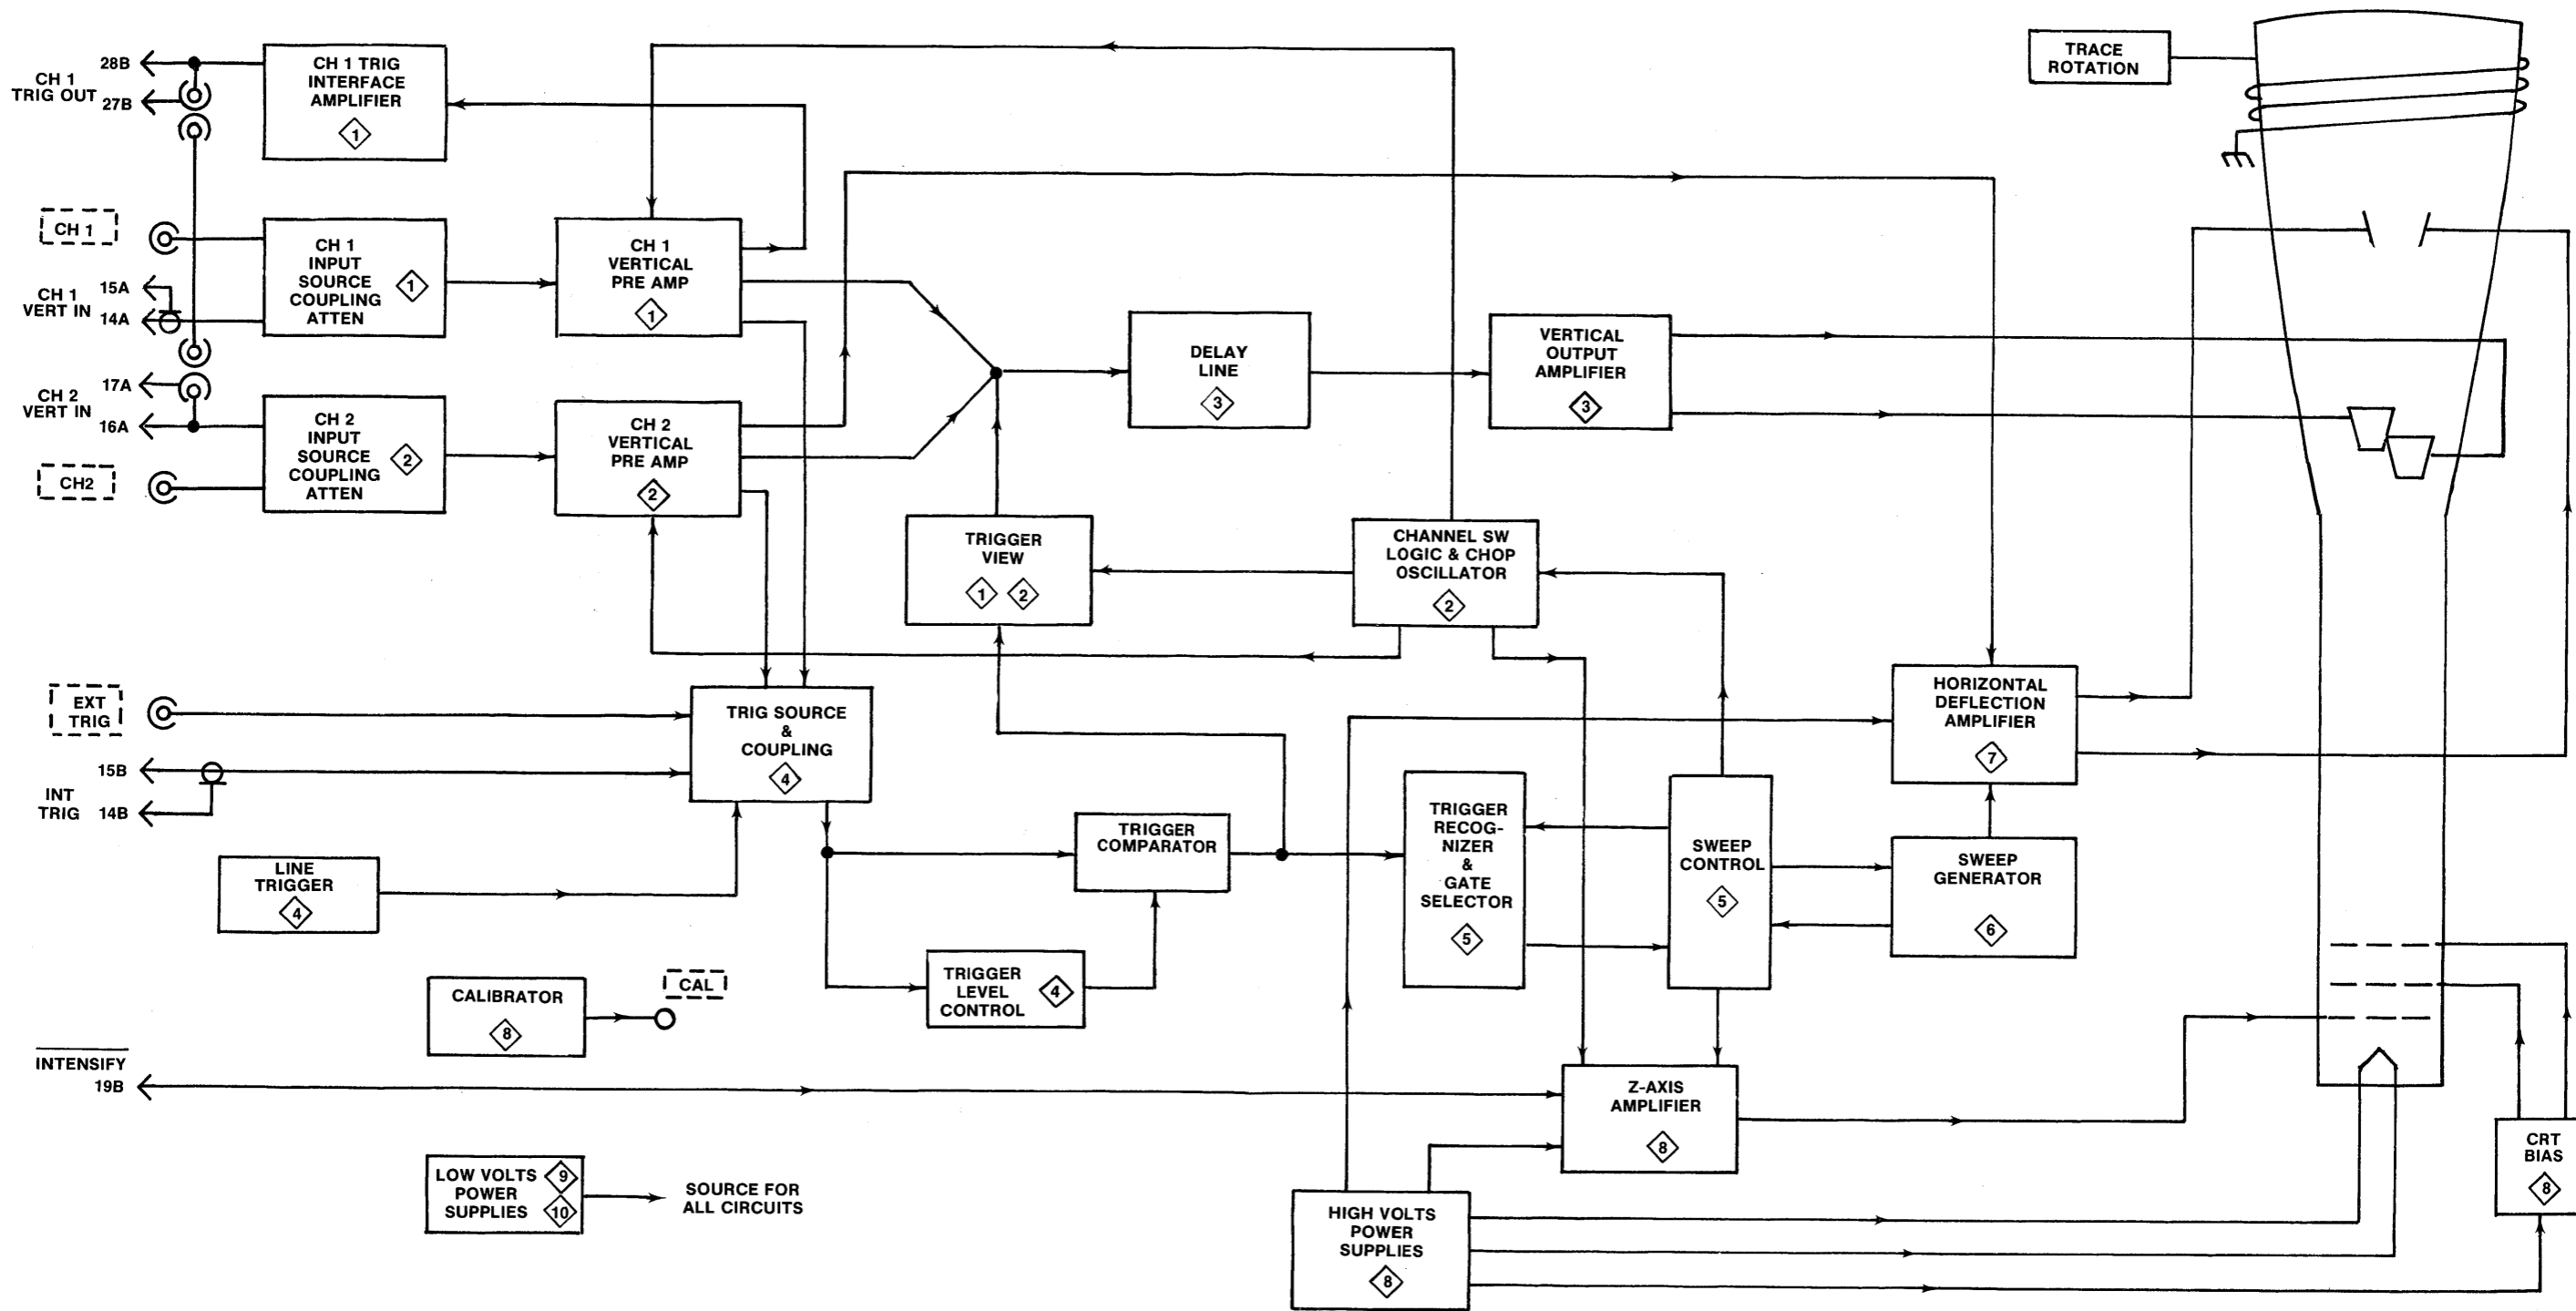 28B
CH 1
TRIG OUT
27B
CH 1 TRIG
INTERFACE
AMPLIFIER
1
TRACE
ROTATION
CH 1
15A
CH 1
VERT IN
14A
CH 1
INPUT
SOURCE
COUPLING
ATTEN
1
CH 1
VERTICAL
PRE AMP
1
17A
CH 2
VERT IN
16A
CH2
CH 2
INPUT
SOURCE
COUPLING
ATTEN
2
CH 2
VERTICAL
PRE AMP
2
DELAY
LINE
3
VERTICAL
OUTPUT
AMPLIFIER
3
TRIGGER
VIEW
1 2
CHANNEL SW
LOGIC & CHOP
OSCILLATOR
2
EXT
TRIG
15B
INT
TRIG 14B
TRIG SOURCE
&
COUPLING
4
HORIZONTAL
DEFLECTION
AMPLIFIER
7
LINE
TRIGGER
4
TRIGGER
COMPARATOR
TRIGGER
RECOG-
NIZER
&
GATE
SELECTOR
5
SWEEP
CONTROL
5
SWEEP
GENERATOR
6
CALIBRATOR
8
CAL
TRIGGER
LEVEL
CONTROL
4
INTENSIFY
19B
Z-AXIS
AMPLIFIER
8
CRT
BIAS
8
LOW VOLTS
POWER
SUPPLIES
9
10
SOURCE FOR
ALL CIRCUITS
HIGH VOLTS
POWER
SUPPLIES
8